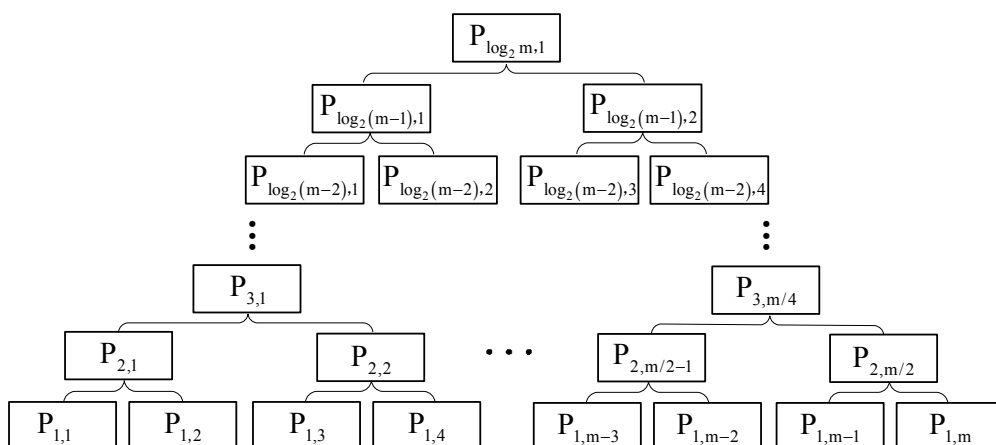 P_{log_2 m,1}
P_{log_2(m-1),1} P_{log_2(m-1),2}
P_{log_2(m-2),1} P_{log_2(m-2),2} P_{log_2(m-2),3} P_{log_2(m-2),4}
⋮ ⋮
P_{3,1} P_{3,m/4}
P_{2,1} P_{2,2} ⋯ P_{2,m/2-1} P_{2,m/2}
P_{1,1} P_{1,2} P_{1,3} P_{1,4} P_{1,m-3} P_{1,m-2} P_{1,m-1} P_{1,m}